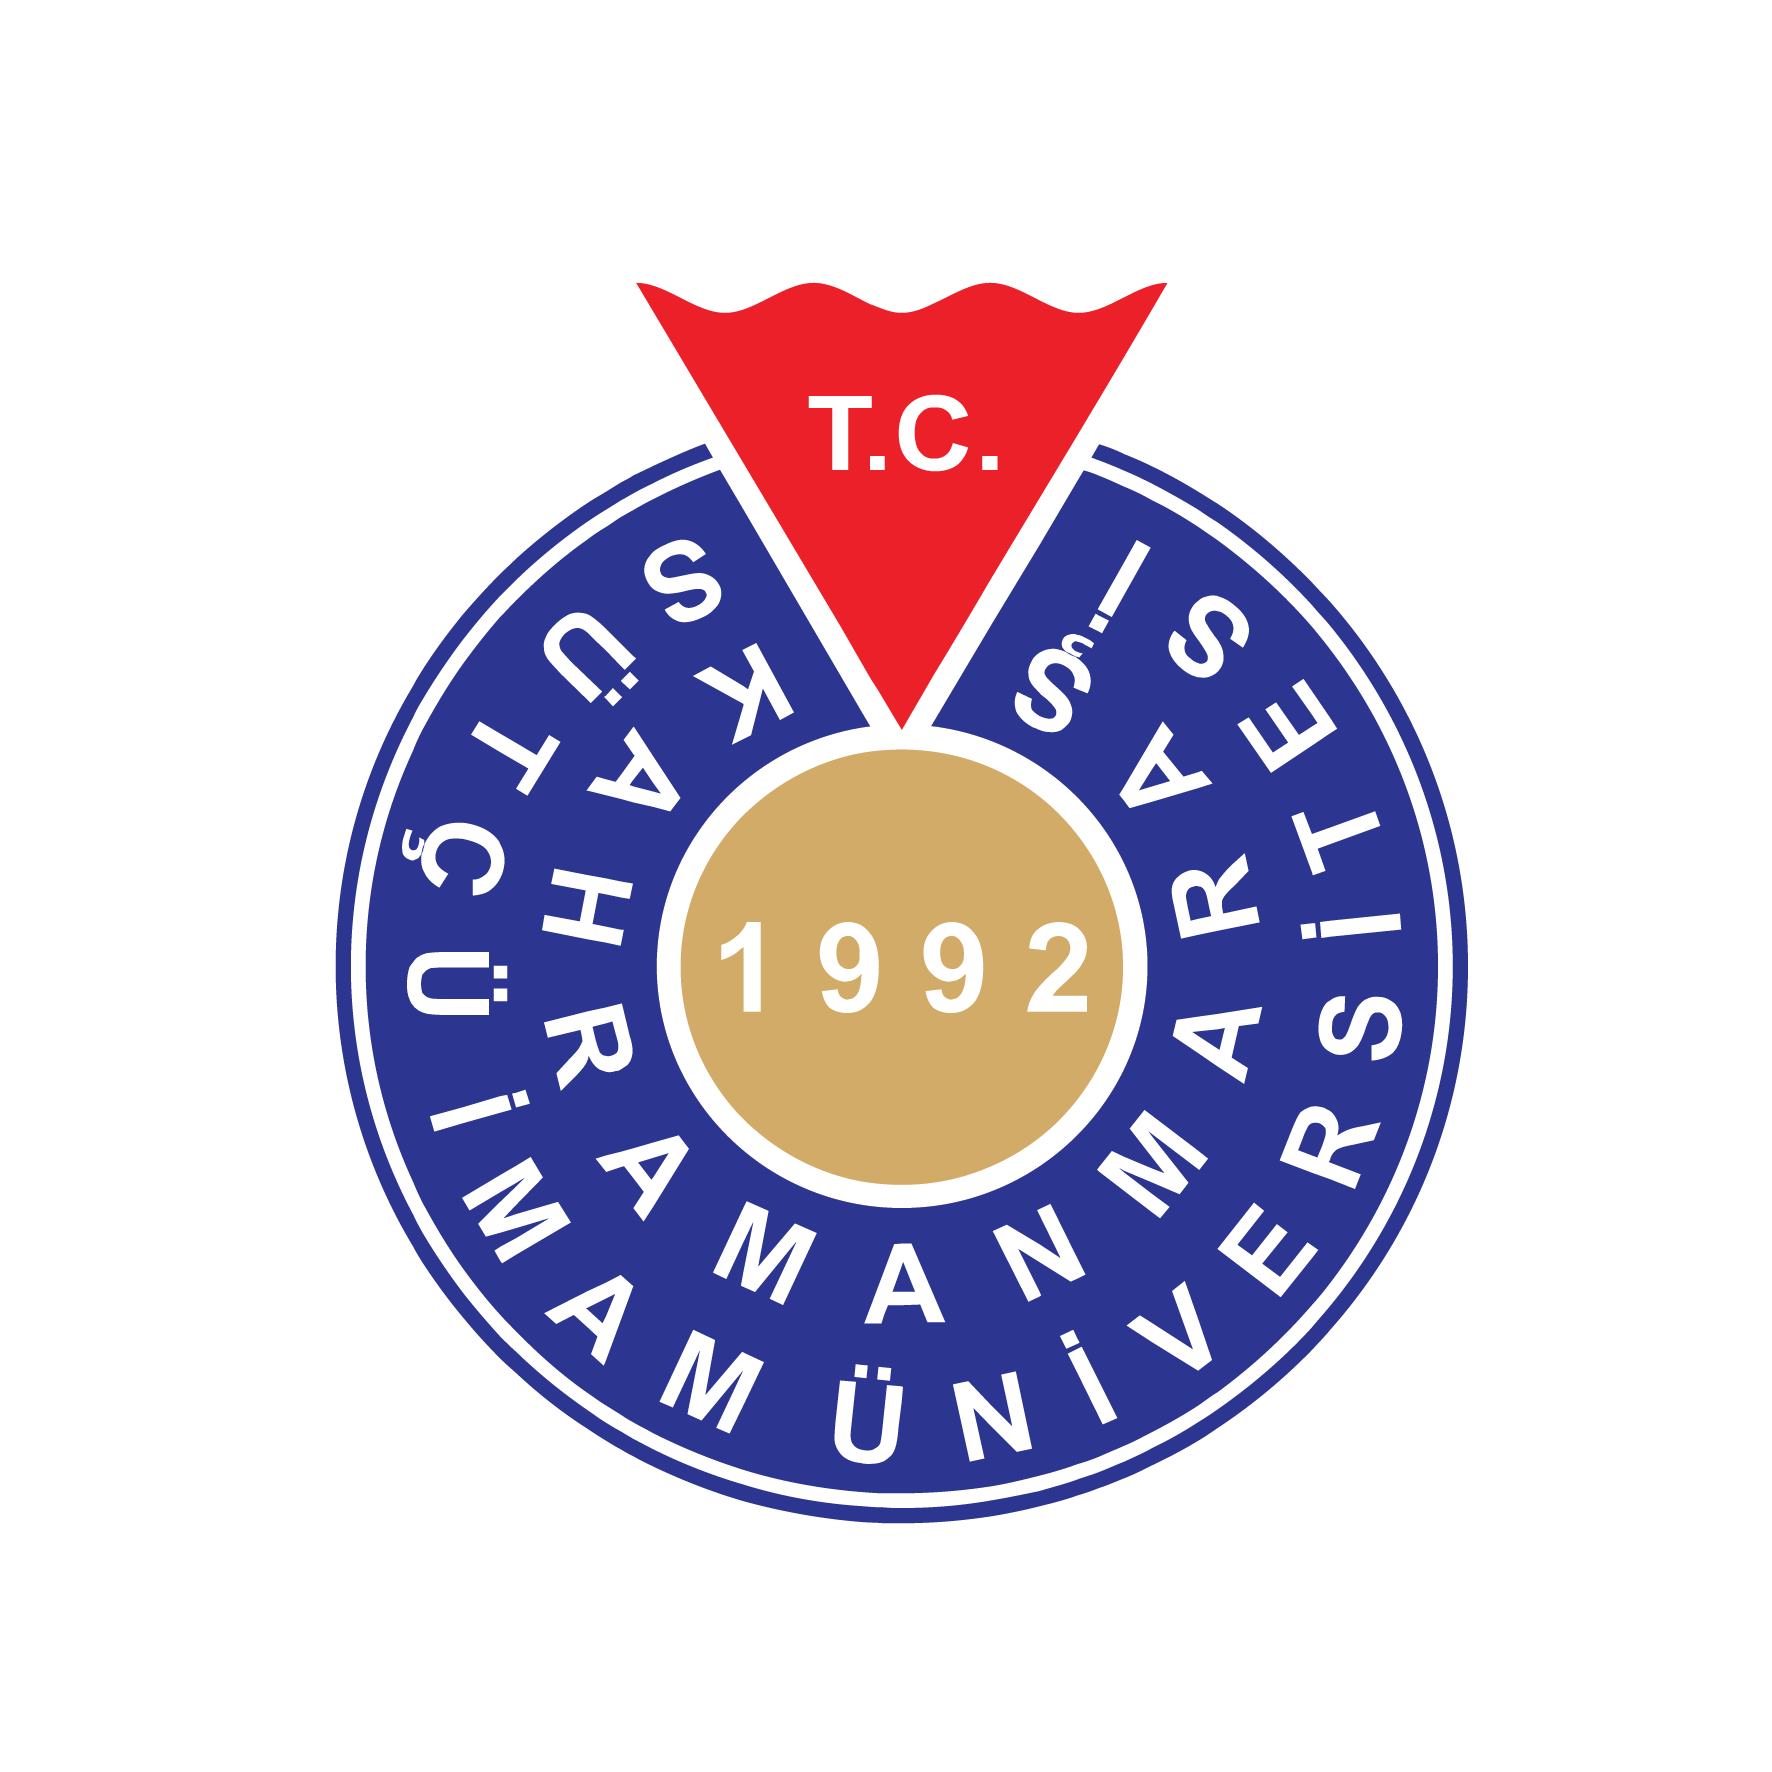 T.C.
KAHRAMANMARAŞ
SÜTÇÜ İMAM ÜNİVERSİTESİ
1992